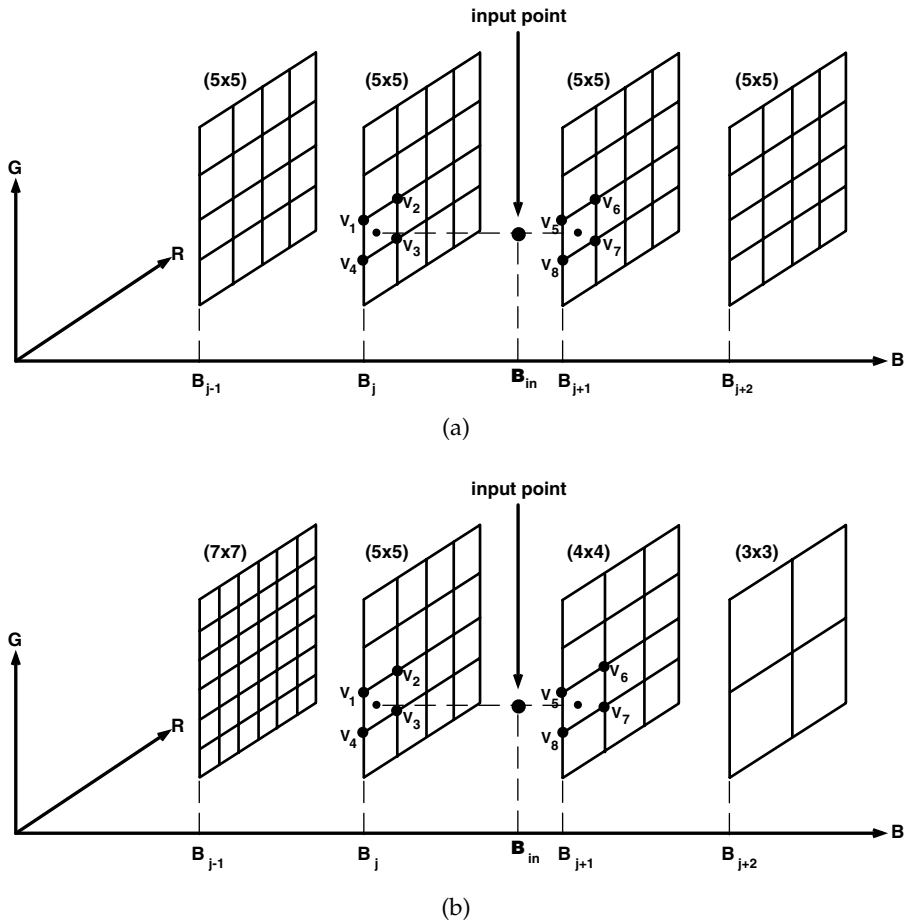 input point
(5x5) (5x5) (5x5) (5x5)
G
R
V1 V2 V3 V4
V5 V6 V7 V8
B
Bj-1 Bj Bin Bj+1 Bj+2
(a)
input point
(7x7) (5x5) (4x4) (3x3)
G
R
V1 V2 V3 V4
V5 V6 V7 V8
B
Bj-1 Bj Bin Bj+1 Bj+2
(b)